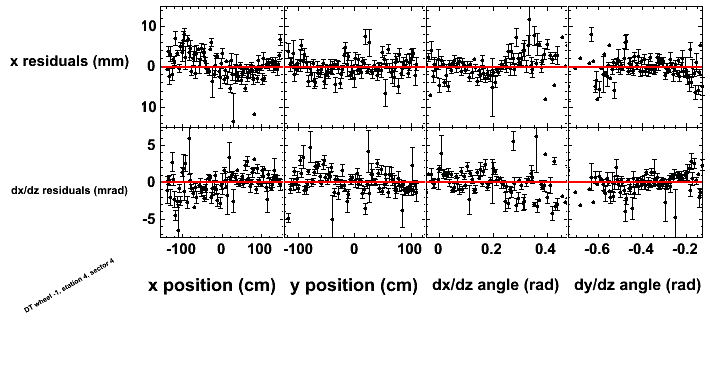 10
x residuals (mm)
0
10
5
dx/dz residuals (mrad)
0
-5
-100 0 100 -100 0 100 0 0.2 0.4 -0.6 -0.4 -0.2
x position (cm) y position (cm) dx/dz angle (rad) dy/dz angle (rad)
DT wheel -1, station 4, sector 4